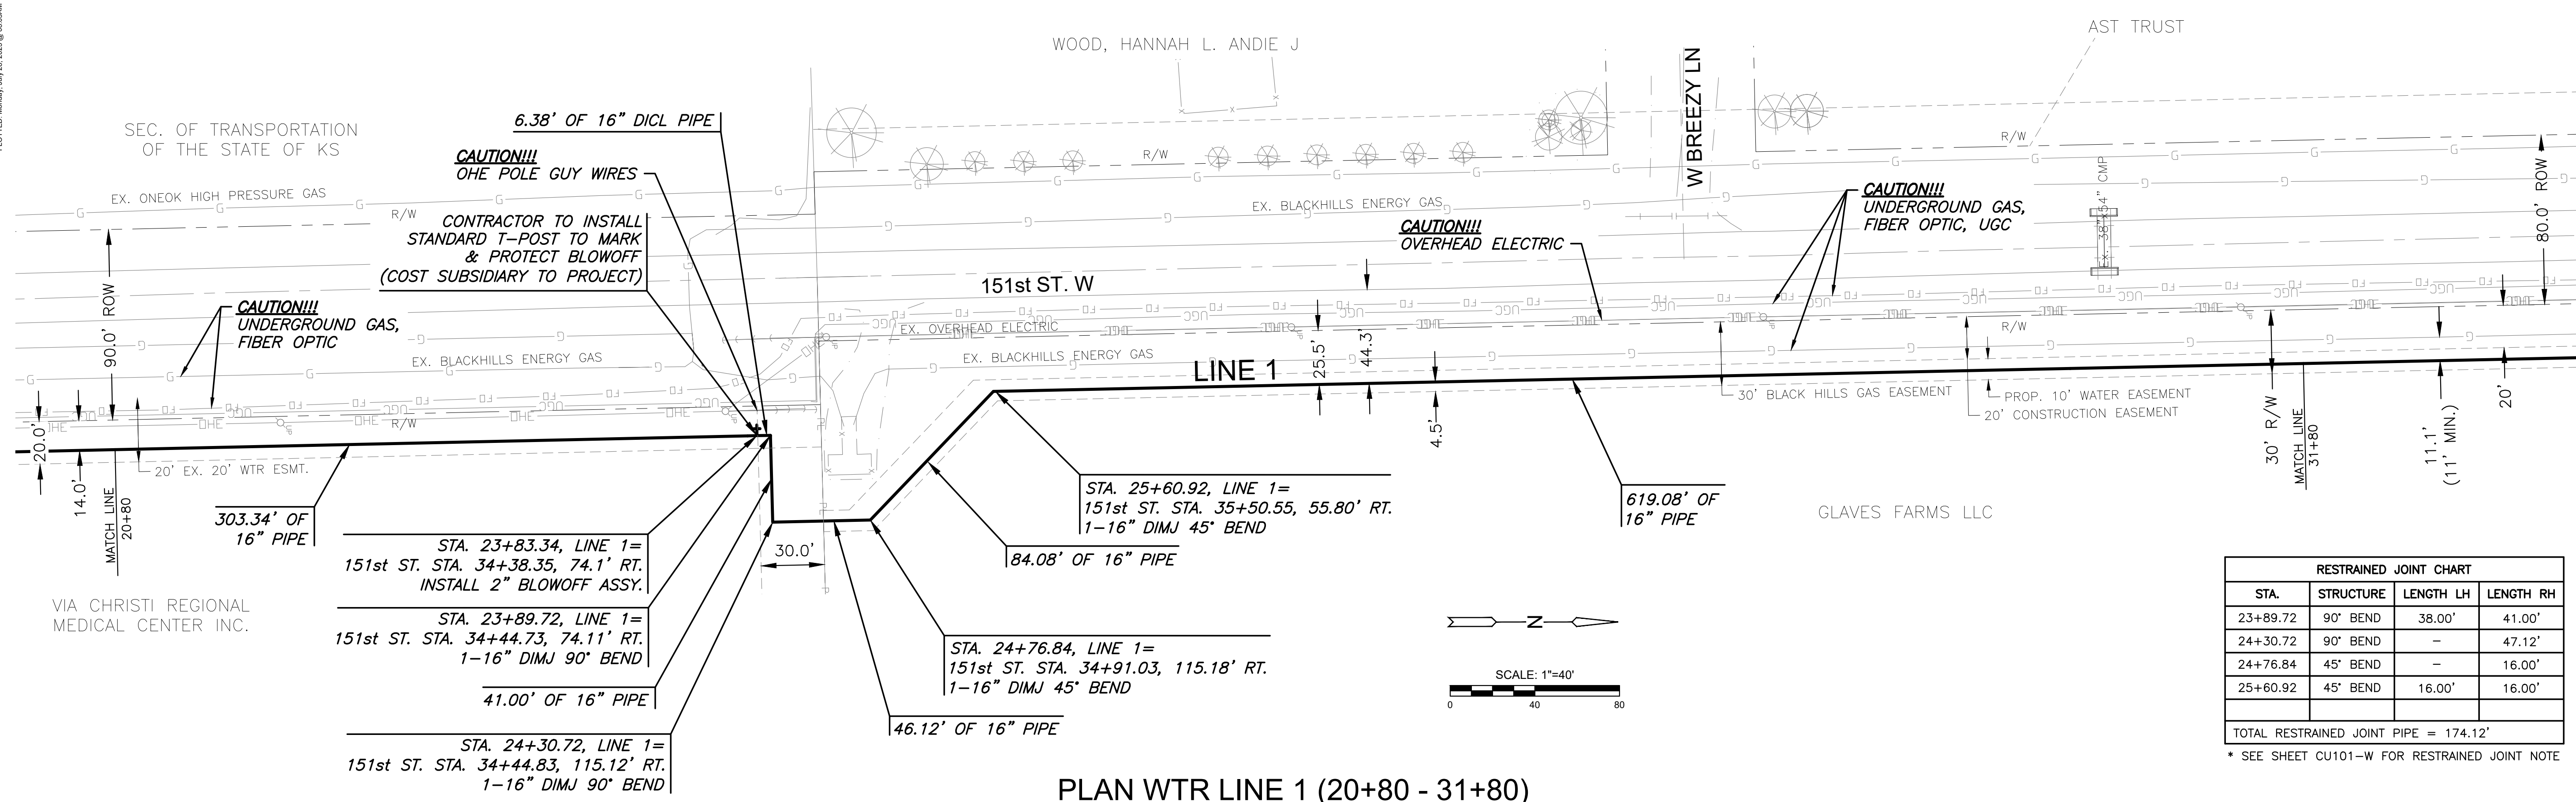 WOOD, HANNAH L. ANDIE J
AST TRUST
W BREEZY LN
SEC. OF TRANSPORTATION
OF THE STATE OF KS
6.38' OF 16" DICL PIPE
CAUTION!!!
OHE POLE GUY WIRES
CONTRACTOR TO INSTALL
STANDARD T-POST TO MARK
& PROTECT BLOWOFF
(COST SUBSIDIARY TO PROJECT)
EX. ONEOK HIGH PRESSURE GAS
R/W
R/W
R/W
EX. BLACKHILLS ENERGY GAS
CAUTION!!!
OVERHEAD ELECTRIC
CAUTION!!!
UNDERGROUND GAS,
FIBER OPTIC, UGC
EX. 38"x54" CMP
80.0' ROW
90.0' ROW
CAUTION!!!
UNDERGROUND GAS,
FIBER OPTIC
151st ST. W
EX. OVERHEAD ELECTRIC
EX. BLACKHILLS ENERGY GAS
EX. BLACKHILLS ENERGY GAS
LINE 1
25.5'
44.3'
4.5'
R/W
R/W
30' BLACK HILLS GAS EASEMENT
PROP. 10' WATER EASEMENT
20' CONSTRUCTION EASEMENT
30' R/W
MATCH LINE
31+80
11.1'
(11' MIN.)
20'
20.0'
14.0'
MATCH LINE
20+80
20' EX. 20' WTR ESMT.
303.34' OF
16" PIPE
STA. 23+83.34, LINE 1=
151st ST. STA. 34+38.35, 74.1' RT.
INSTALL 2" BLOWOFF ASSY.
STA. 23+89.72, LINE 1=
151st ST. STA. 34+44.73, 74.11' RT.
1-16" DIMJ 90° BEND
41.00' OF 16" PIPE
STA. 24+30.72, LINE 1=
151st ST. STA. 34+44.83, 115.12' RT.
1-16" DIMJ 90° BEND
30.0'
46.12' OF 16" PIPE
STA. 24+76.84, LINE 1=
151st ST. STA. 34+91.03, 115.18' RT.
1-16" DIMJ 45° BEND
84.08' OF 16" PIPE
STA. 25+60.92, LINE 1=
151st ST. STA. 35+50.55, 55.80' RT.
1-16" DIMJ 45° BEND
619.08' OF
16" PIPE
GLAVES FARMS LLC
VIA CHRISTI REGIONAL
MEDICAL CENTER INC.
N
SCALE: 1"=40'
0 40 80
RESTRAINED JOINT CHART
STA. STRUCTURE LENGTH LH LENGTH RH
23+89.72 90° BEND 38.00' 41.00'
24+30.72 90° BEND - 47.12'
24+76.84 45° BEND - 16.00'
25+60.92 45° BEND 16.00' 16.00'
TOTAL RESTRAINED JOINT PIPE = 174.12'
* SEE SHEET CU101-W FOR RESTRAINED JOINT NOTE
PLAN WTR LINE 1 (20+80 - 31+80)